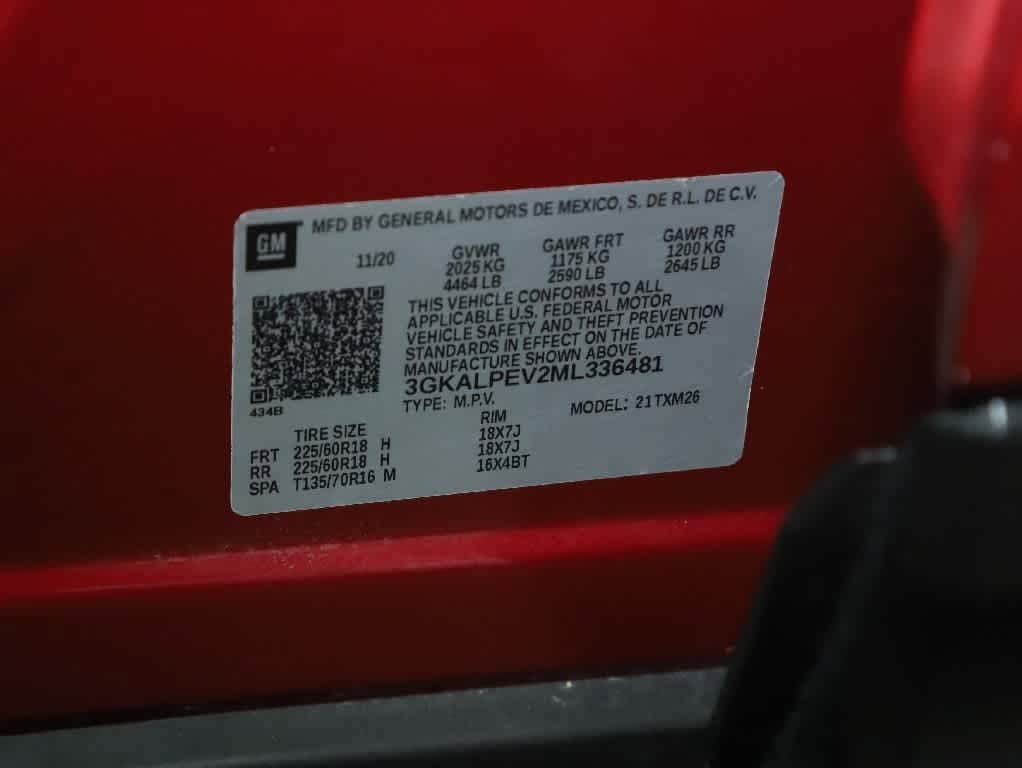 GM
MFD BY GENERAL MOTORS DE MEXICO, S. DE R.L. DE C.V.
11/20
GVWR
2025 KG
4464 LB
GAWR FRT
1175 KG
2590 LB
GAWR RR
1200 KG
2645 LB
THIS VEHICLE CONFORMS TO ALL
APPLICABLE U.S. FEDERAL MOTOR
VEHICLE SAFETY AND THEFT PREVENTION
STANDARDS IN EFFECT ON THE DATE OF
MANUFACTURE SHOWN ABOVE.
3GKALPEV2ML336481
434B
TYPE: M.P.V.
MODEL: 21TXM26
TIRE SIZE RIM
FRT 225/60R18 H 18X7J
RR 225/60R18 H 18X7J
SPA T135/70R16 M 16X4BT